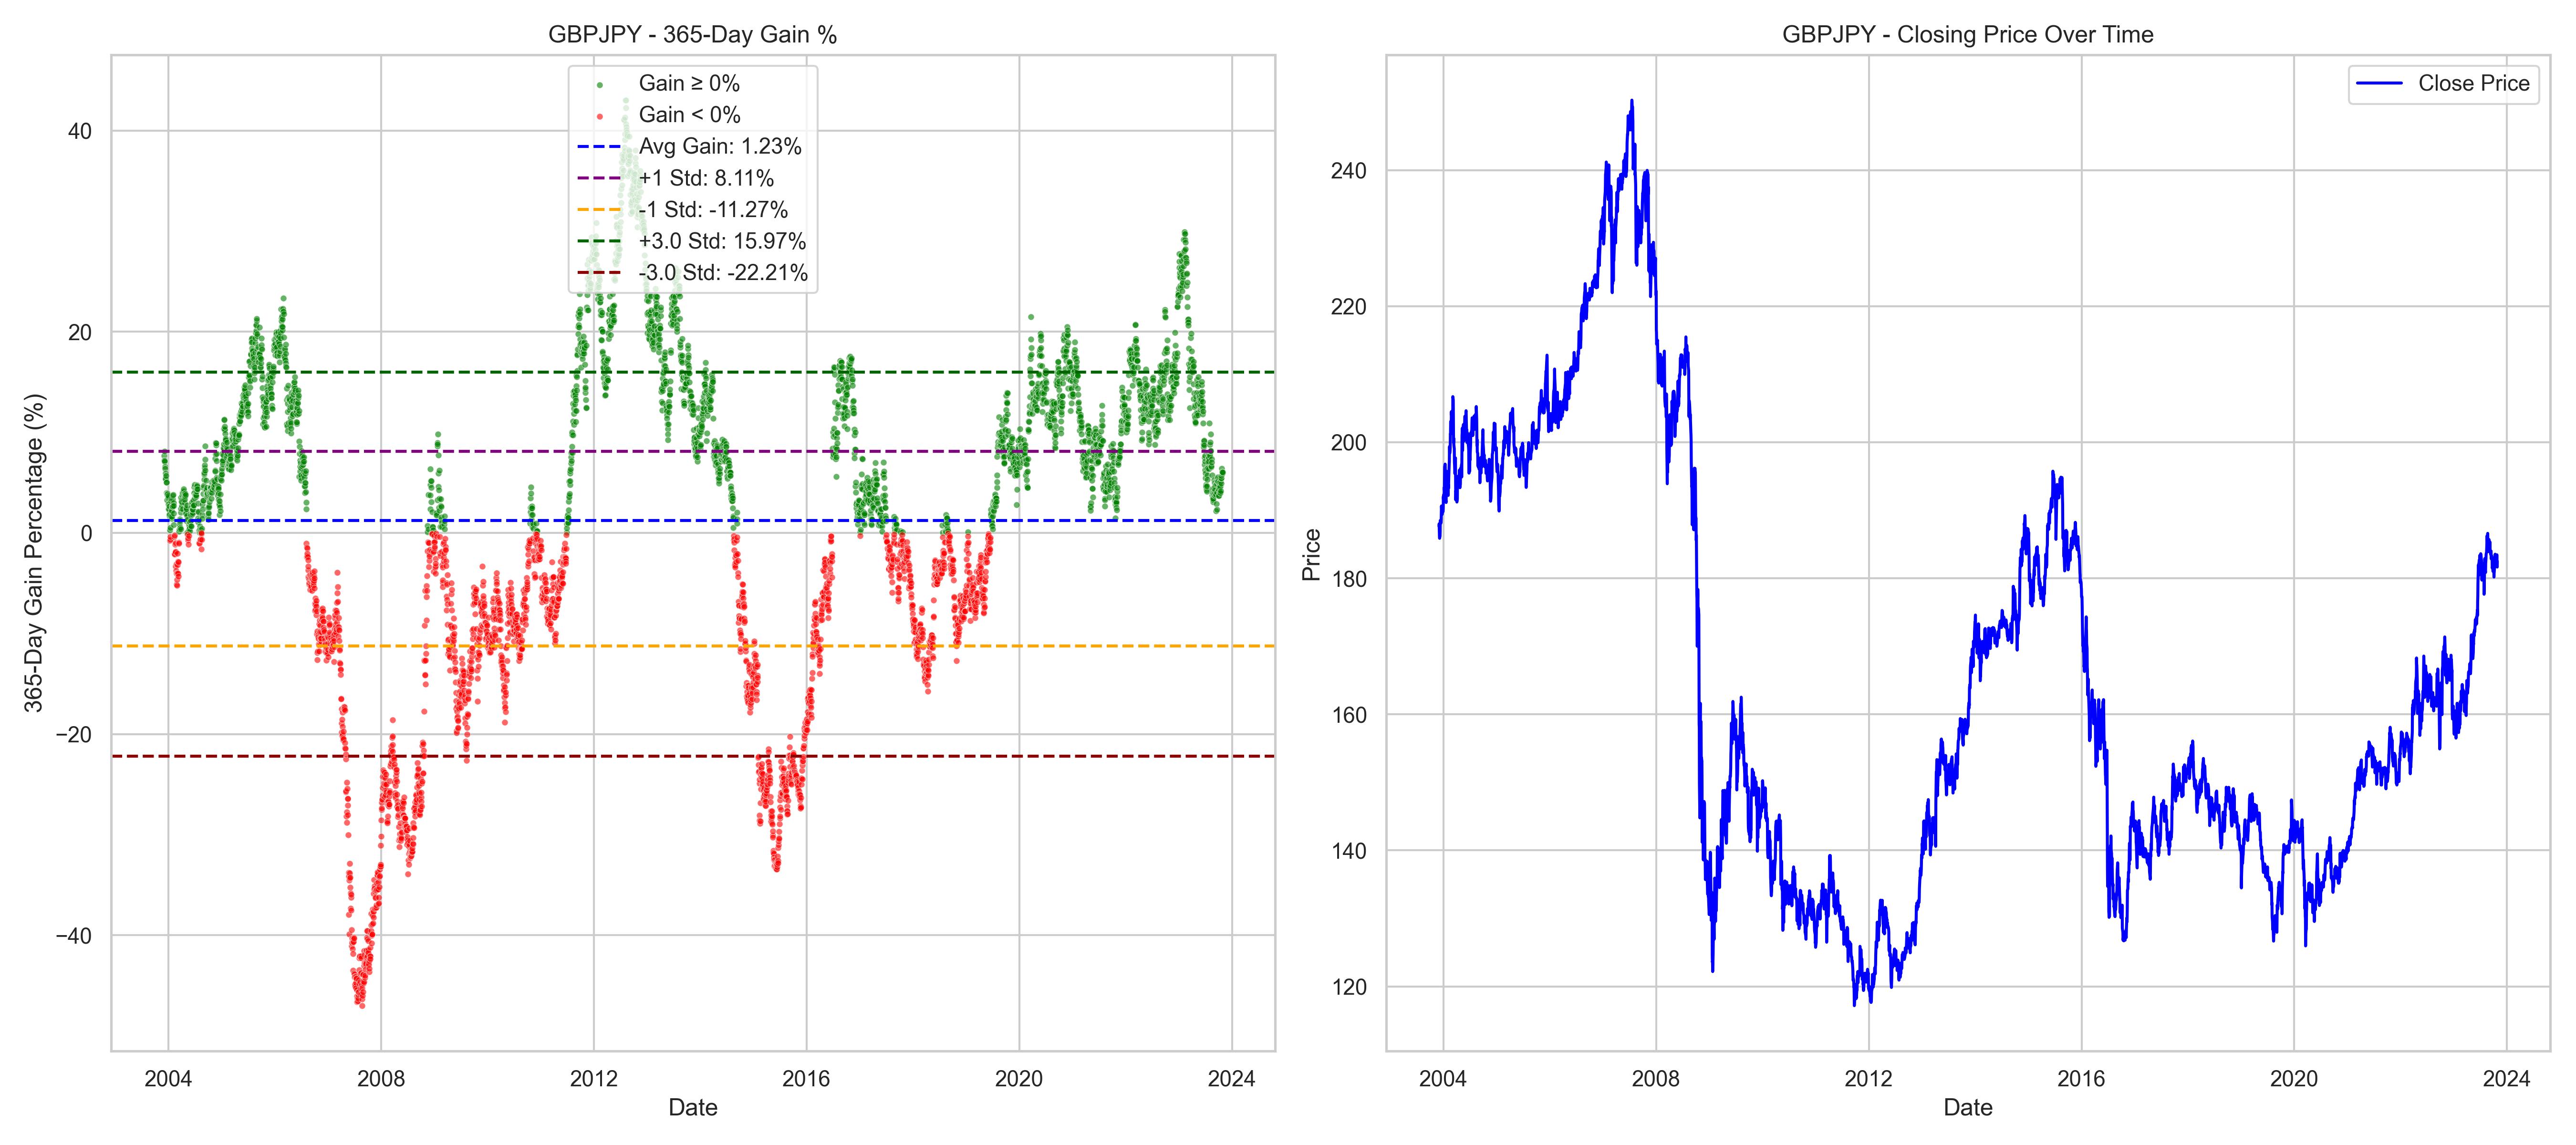 GBPJPY - 365-Day Gain %
Gain ≥ 0%
Gain < 0%
Avg Gain: 1.23%
+1 Std: 8.11%
-1 Std: -11.27%
+3.0 Std: 15.97%
-3.0 Std: -22.21%
365-Day Gain Percentage (%)
40
20
0
−20
−40
2004
2008
2012
2016
2020
2024
Date
GBPJPY - Closing Price Over Time
Close Price
Price
240
220
200
180
160
140
120
2004
2008
2012
2016
2020
2024
Date